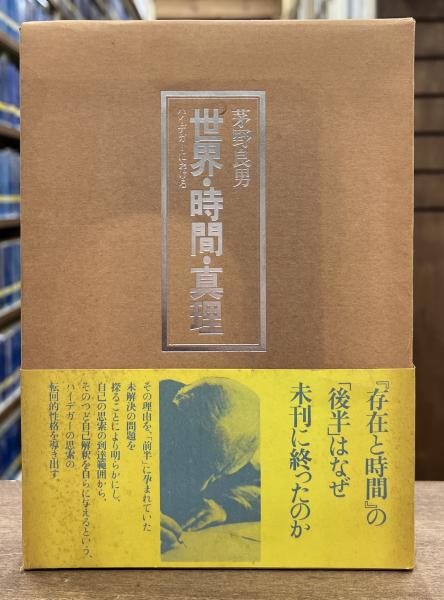 茅野良男
世界・時間・真理
ハイデガーにおける
『存在と時間』の
「後半」はなぜ
未刊に終ったのか
その理由を、「前半」に孕まれていた
未解決の問題を
探ることにより明らかにし、
自己の思索の到達範囲から、
そのつど自己解釈を自らに与えるという、
ハイデガーの思索の
転回的性格を導き出す。